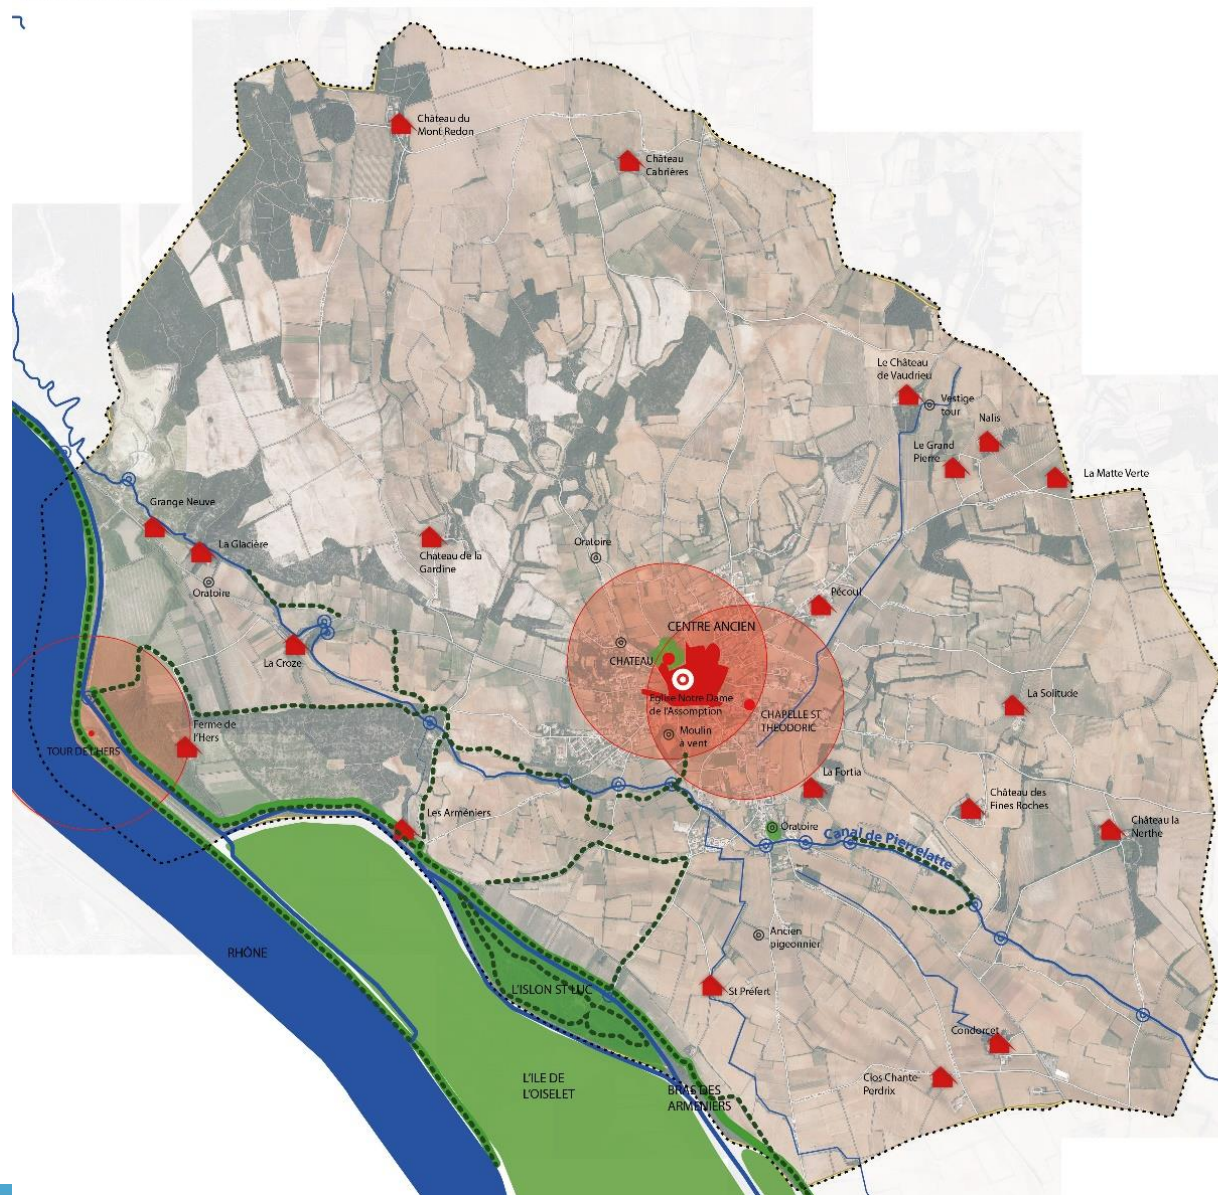 Château du
Mont Redon
Château
Cabrières
Le Château
de Vaudrieu
Vestige
tour
Nalis
Le Grand
Pierre
La Matte Verte
Grange Neuve
La Glacière
Oratoire
Château de la
Gardine
Oratoire
Pécoul
CENTRE ANCIEN
CHATEAU
La Croze
Eglise Notre Dame
de l'Assomption
CHAPELLE ST
THEODORIC
Moulin
à vent
La Solitude
Ferme de
l'Hers
TOUR DE L'HERS
La Fortia
Château des
Fines Roches
Château la
Nerthe
Les Arméniers
Oratoire
Canal de Pierrelatte
Ancien
pigeonnier
RHÔNE
L'ISLON ST LUC
St Préfert
Condorcet
L'ILE DE
L'OISELET
BRAS DES
ARMENIERS
Clos Chante-
Perdrix